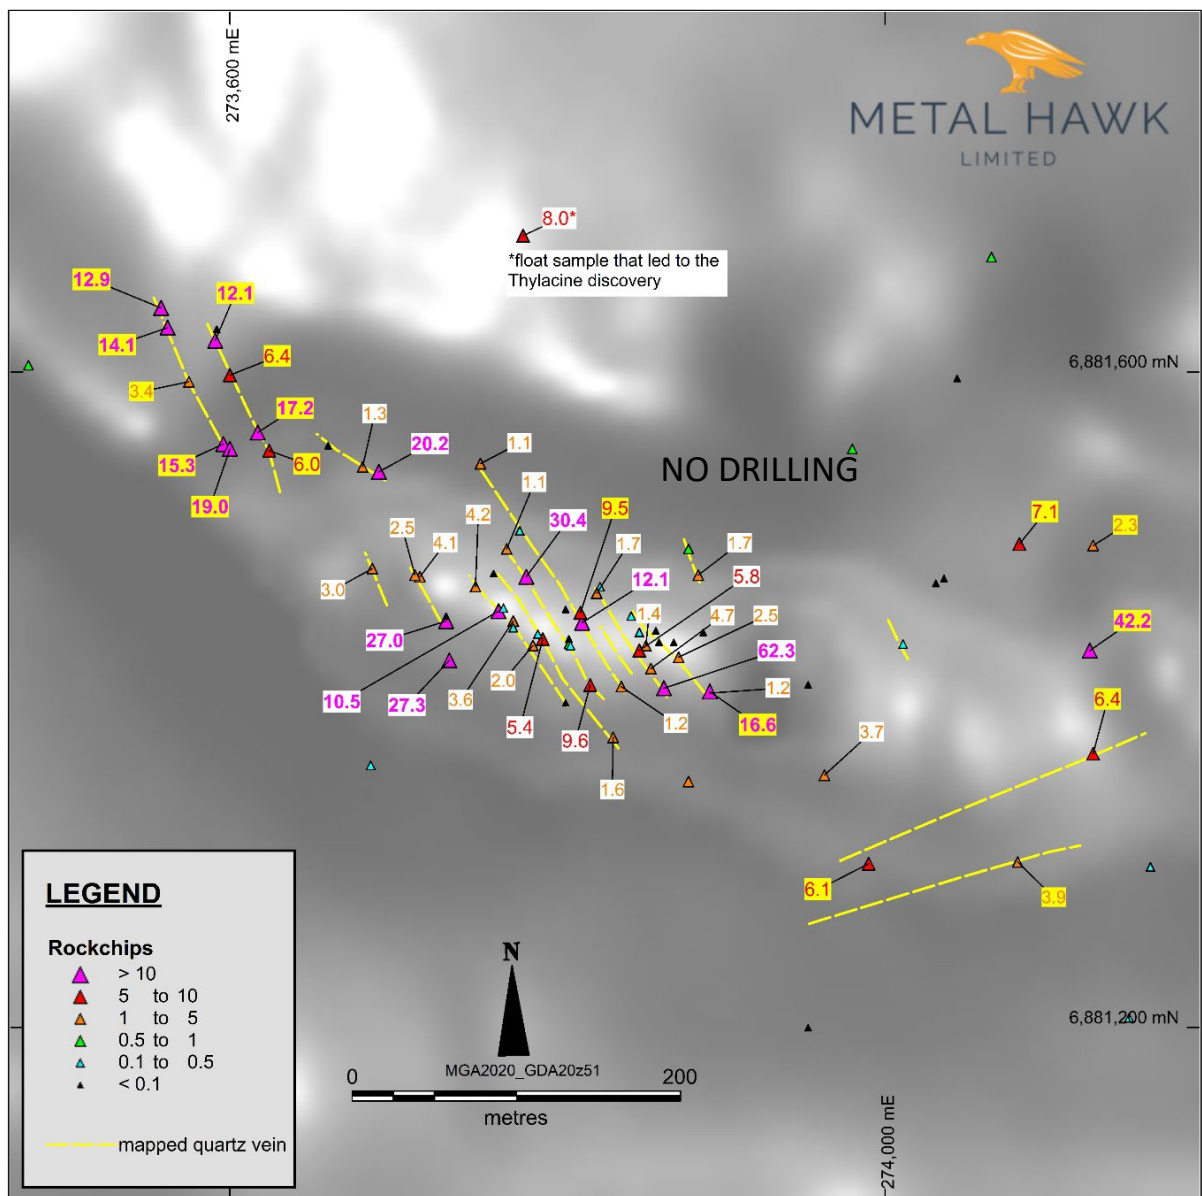 273,600 mE
METAL HAWK
LIMITED
8.0*
*float sample that led to the
Thylacine discovery
12.9
12.1
14.1
6.4
6,881,600 mN
3.4
17.2
1.3
20.2
1.1
15.3
6.0
NO DRILLING
19.0
1.1
9.5
4.2
30.4
7.1
2.3
2.5
4.1
1.7
1.7
12.1
5.8
3.0
1.4
4.7
2.5
42.2
27.0
62.3
10.5
27.3
3.6
2.0
1.2
6.4
5.4
9.6
1.2
16.6
3.7
1.6
6.1
3.9
LEGEND
Rockchips
> 10
5 to 10
1 to 5
0.5 to 1
0.1 to 0.5
< 0.1
mapped quartz vein
N
MGA2020_GDA20z51
0 200
metres
6,881,200 mN
274,000 mE